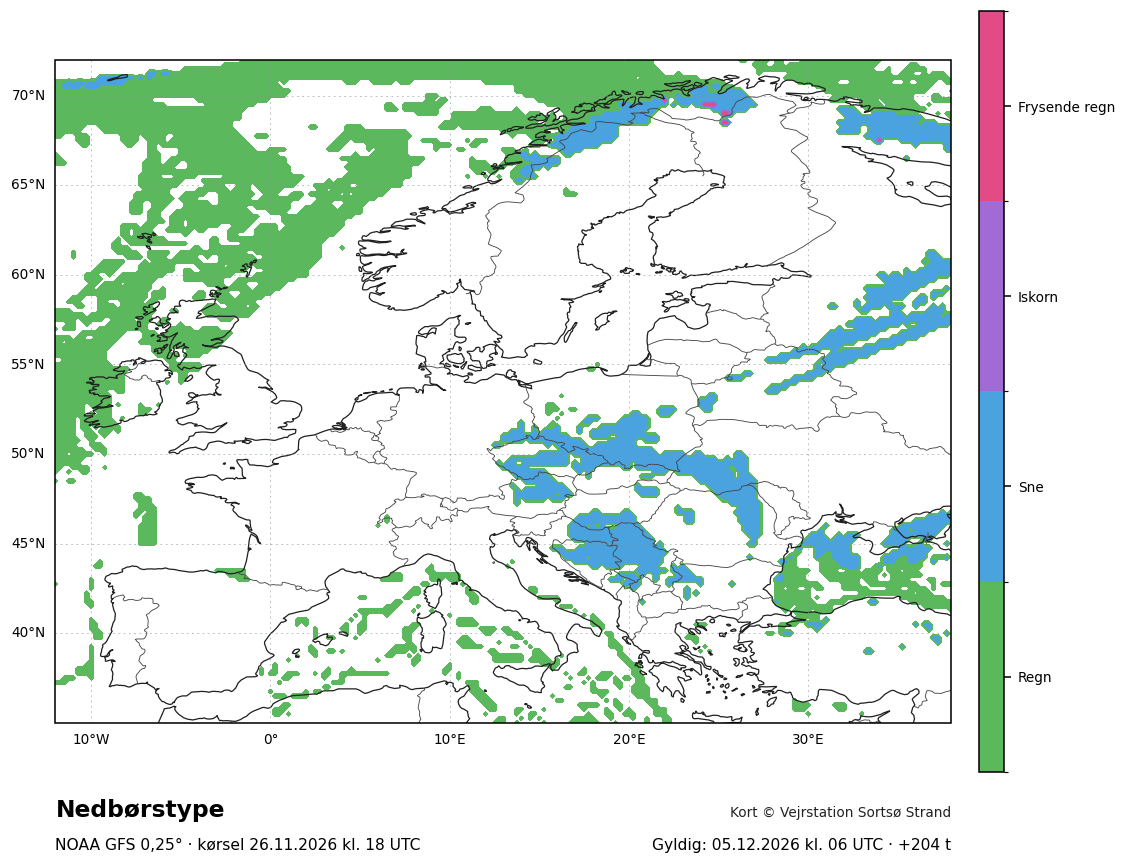 70°N
65°N
60°N
55°N
50°N
45°N
40°N
10°W
0°
10°E
20°E
30°E
Frysende regn
Iskorn
Sne
Regn
Nedbørstype
Kort © Vejrstation Sortsø Strand
NOAA GFS 0,25° · kørsel 26.11.2026 kl. 18 UTC
Gyldig: 05.12.2026 kl. 06 UTC · +204 t